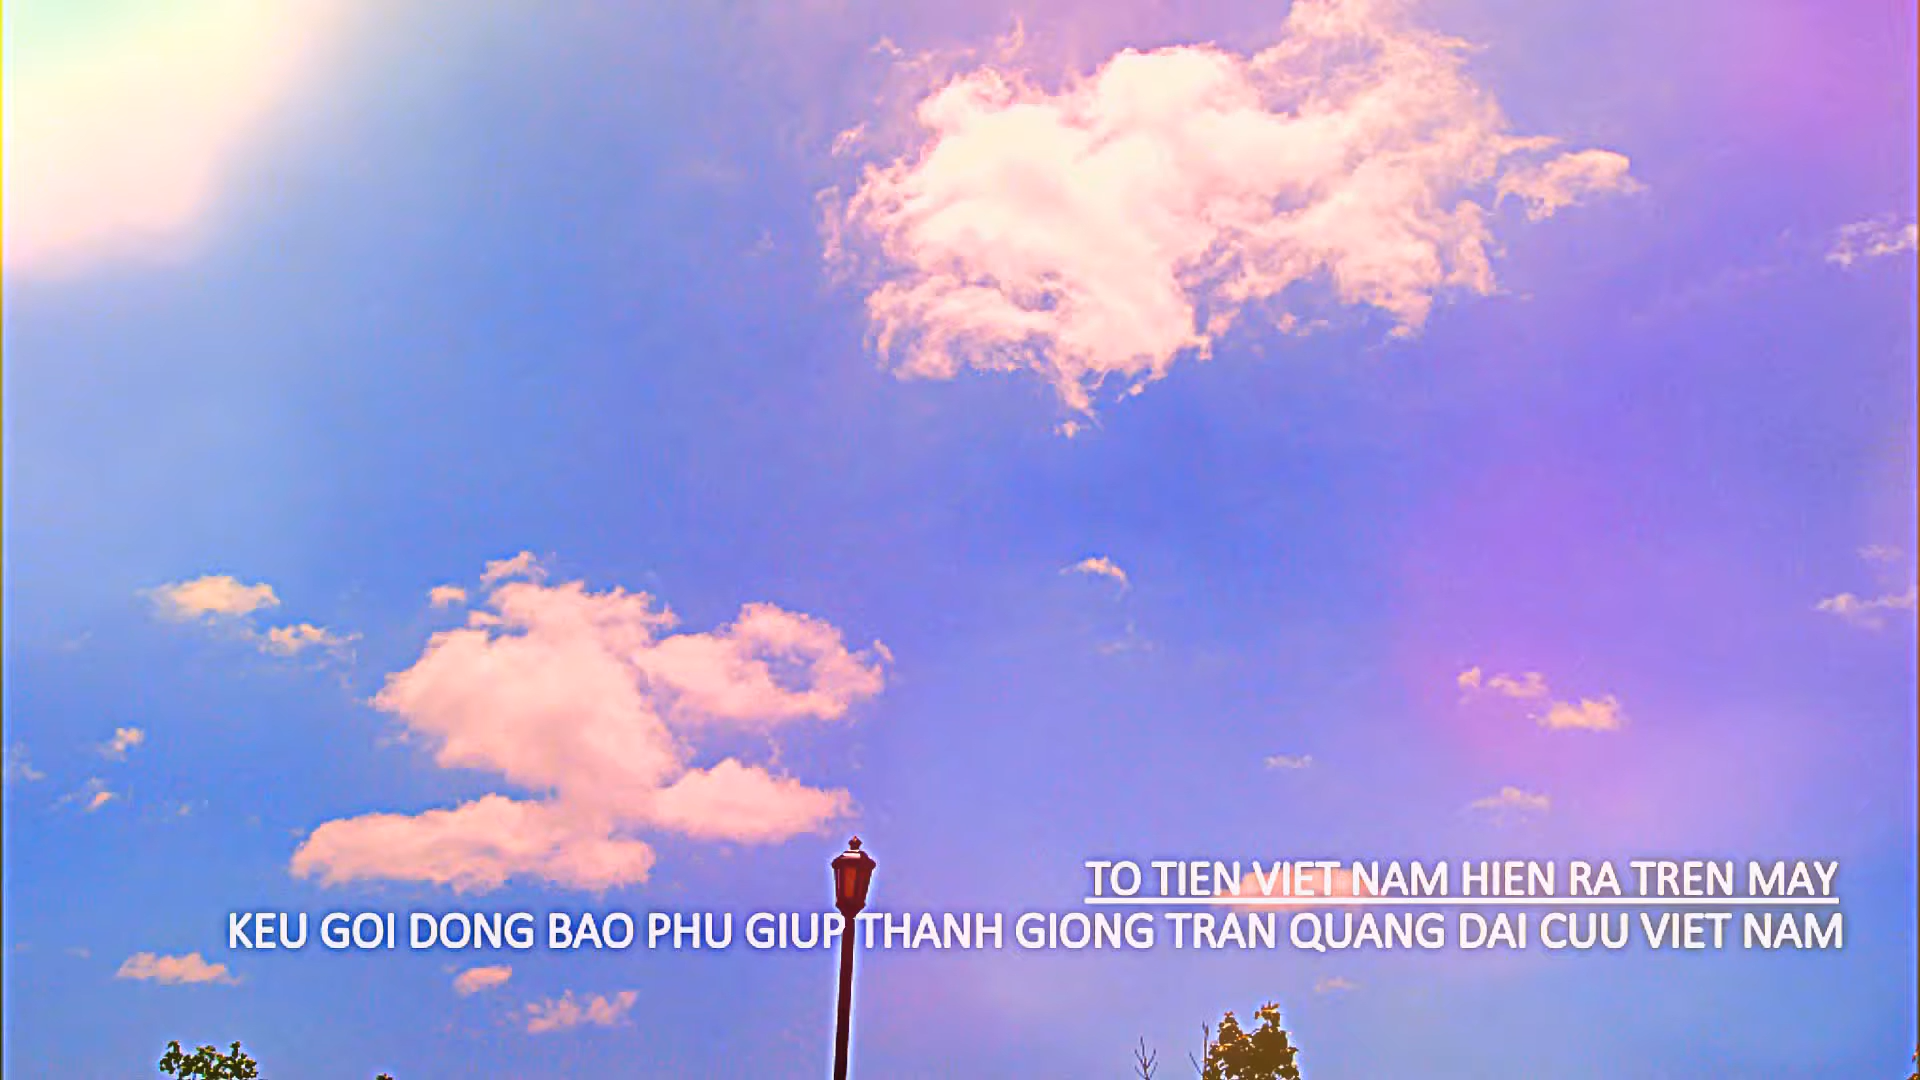 TO TIEN VIET NAM HIEN RA TREN MAY
KEU GOI DONG BAO PHU GIUP THANH GIONG TRAN QUANG DAI CUU VIET NAM